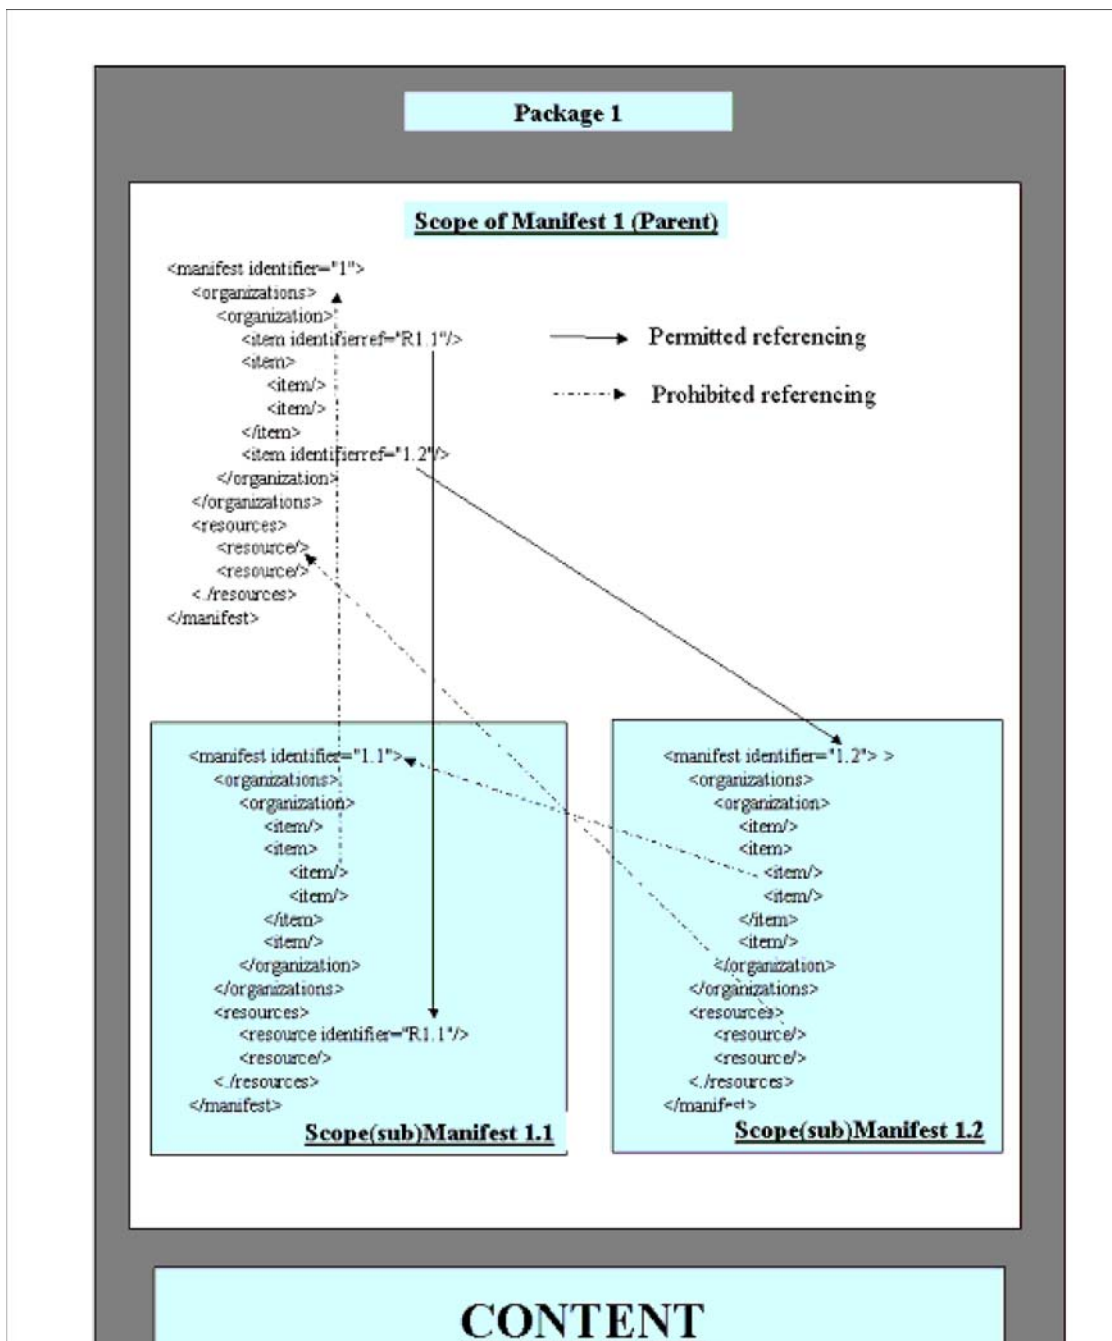 Package 1
Scope of Manifest 1 (Parent)
<manifest identifier="1">
<organizations>
<organization>
<item identifierref="R1.1"/>
<item>
<item/>
<item/>
</item>
<item identifierref="1.2"/>
</organization>
</organizations>
<resources>
<resource/>
<resource/>
<./resources>
</manifest>
Permitted referencing
Prohibited referencing
<manifest identifier="1.1">
<organizations>
<organization>
<item/>
<item>
<item/>
<item/>
</item>
<item/>
</organization>
</organizations>
<resources>
<resource identifier="R1.1"/>
<resource/>
<./resources>
</manifest>
Scope(sub)Manifest 1.1
<manifest identifier="1.2"> >
<organizations>
<organization>
<item/>
<item>
<item/>
<item/>
</item>
<item/>
</organization>
</organizations>
<resources>
<resource/>
<resource/>
<./resources>
</manifest>
Scope(sub)Manifest 1.2
CONTENT